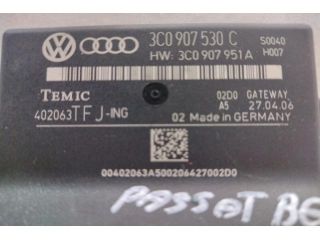 3C0 907 530 C S0040
HW: 3C0 907 951A H007
TEMIC 02D0 GATEWAY
402063TFJ-ING A5 27.04.06
02 Made in GERMANY
00402063A500206427002D0
PASSAT B6